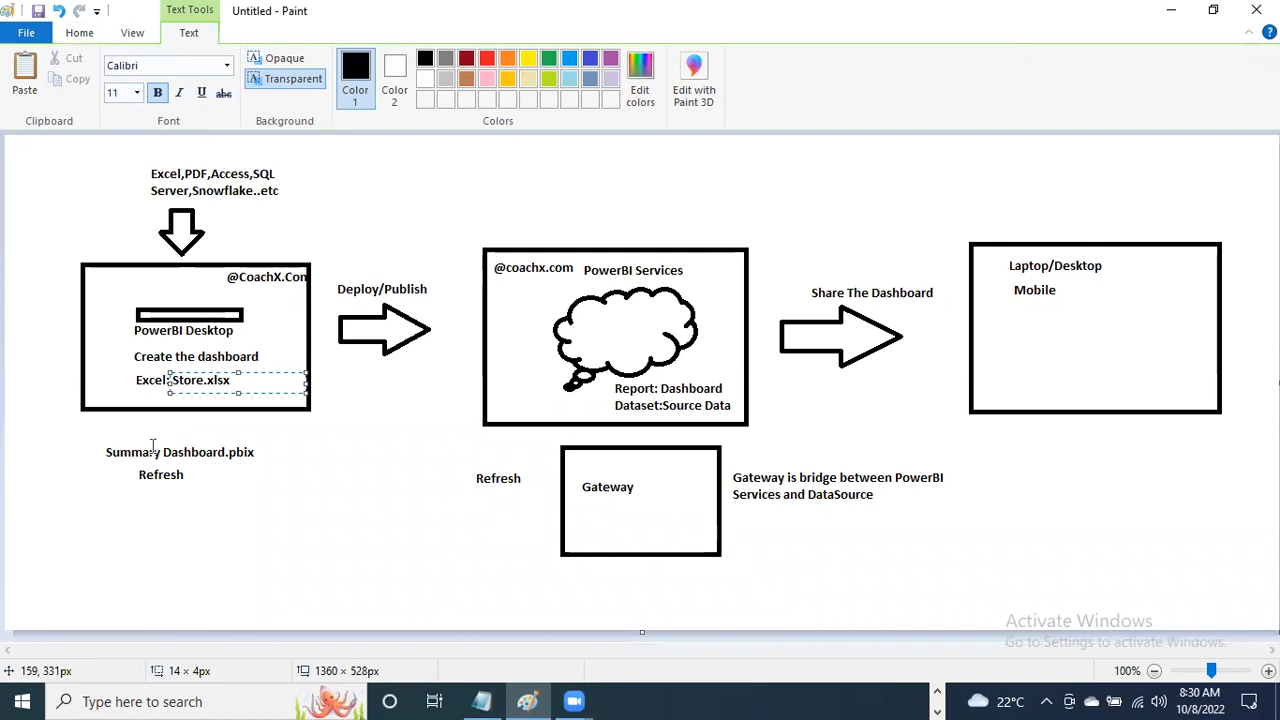 Text Tools
Untitled - Paint
File
Home
View
Text
Paste
Cut
Copy
Clipboard
Calibri
11
B
I
U
abc
Font
Opaque
Transparent
Background
Color
1
Color
2
Edit
colors
Colors
Edit with
Paint 3D
Excel,PDF,Access,SQL
Server,Snowflake..etc
@CoachX.Com
PowerBI Desktop
Create the dashboard
Excel: Store.xlsx
Summary Dashboard.pbix
Refresh
Deploy/Publish
@coachx.com
PowerBI Services
Report: Dashboard
Dataset:Source Data
Refresh
Gateway
Gateway is bridge between PowerBI
Services and DataSource
Share The Dashboard
Laptop/Desktop
Mobile
Activate Windows
Go to Settings to activate Windows.
159, 331px
14 × 4px
1360 × 528px
100%
Type here to search
22°C
8:30 AM
10/8/2022